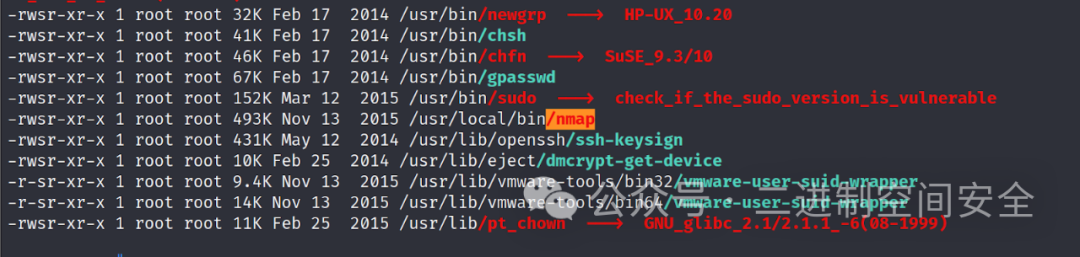 -rwsr-xr-x 1 root root 32K Feb 17  2014 /usr/bin/newgrp  --->  HP-UX_10.20
-rwsr-xr-x 1 root root 41K Feb 17  2014 /usr/bin/chsh
-rwsr-xr-x 1 root root 46K Feb 17  2014 /usr/bin/chfn  --->  SuSE_9.3/10
-rwsr-xr-x 1 root root 67K Feb 17  2014 /usr/bin/gpasswd
-rwsr-xr-x 1 root root 152K Mar 12  2015 /usr/bin/sudo  --->  check_if_the_sudo_version_is_vulnerable
-rwsr-xr-x 1 root root 493K Nov 13  2015 /usr/local/bin/nmap
-rwsr-xr-x 1 root root 431K May 12  2014 /usr/lib/openssh/ssh-keysign
-rwsr-xr-x 1 root root 10K Feb 25  2014 /usr/lib/eject/dmcrypt-get-device
-r-sr-xr-x 1 root root 9.4K Nov 13  2015 /usr/lib/vmware-tools/bin32/vmware-user-suid-wrapper
-r-sr-xr-x 1 root root 14K Nov 13  2015 /usr/lib/vmware-tools/bin64/vmware-user-suid-wrapper
公众号 · 二进制空间安全
-rwsr-xr-x 1 root root 11K Feb 25  2015 /usr/lib/pt_chown  --->  GNU_glibc_2.1/2.1.1_-6(08-1999)